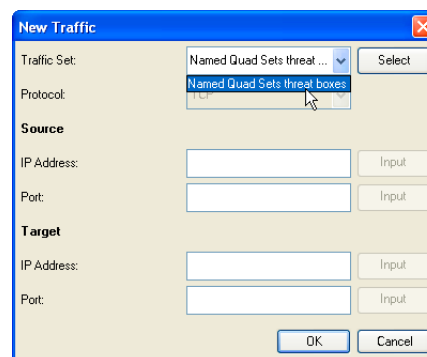 New Traffic
Traffic Set: Named Quad Sets threat ... Select
Named Quad Sets threat boxes
Protocol: TCP
Source
IP Address: Input
Port: Input
Target
IP Address: Input
Port: Input
OK Cancel